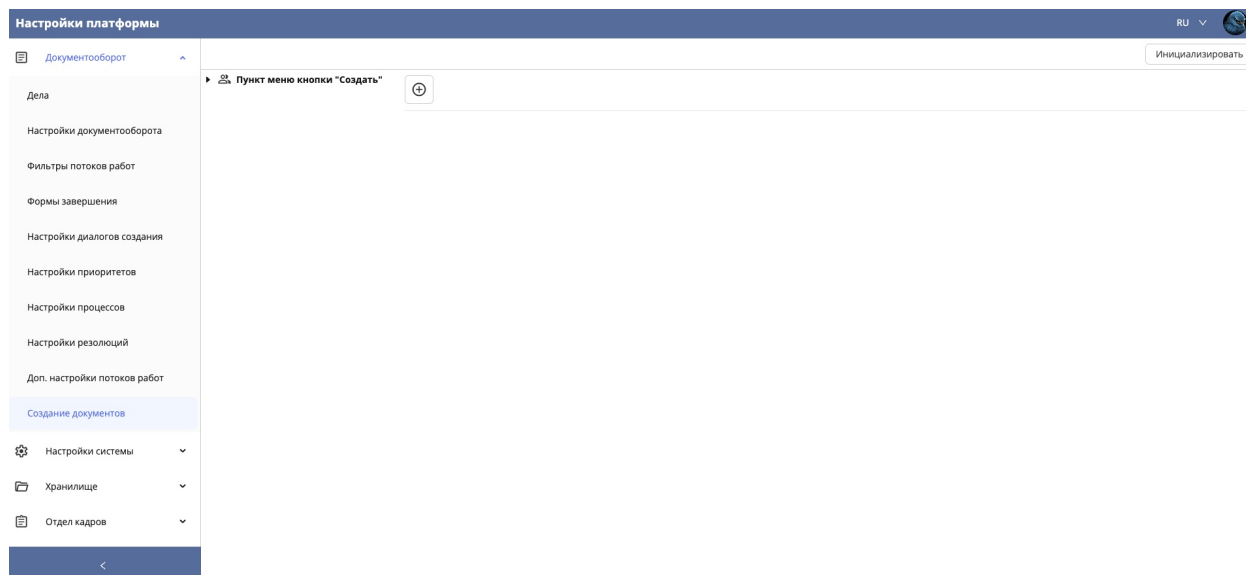 Настройки платформы
RU
Документооборот
Инициализировать
Пункт меню кнопки "Создать"
Дела
Настройки документооборота
Фильтры потоков работ
Формы завершения
Настройки диалогов создания
Настройки приоритетов
Настройки процессов
Настройки резолюций
Доп. настройки потоков работ
Создание документов
Настройки системы
Хранилище
Отдел кадров